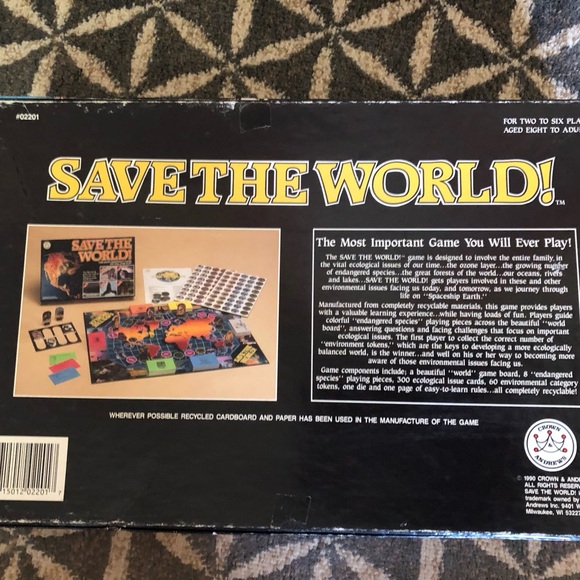 #02201
FOR TWO TO SIX PLA
AGED EIGHT TO ADU
SAVE THE WORLD!™
SAVE THE
WORLD!
The Most Important Game You Will Ever Play!
The SAVE THE WORLD!™ game is designed to involve the entire family in
the vital ecological issues of our time...the ozone layer...the growing number
of endangered species...the great forests of the world...our oceans, rivers
and lakes...SAVE THE WORLD! gets players involved in these and other
environmental issues facing us today, and tomorrow, as we journey through
life on "Spaceship Earth."
Manufactured from completely recyclable materials, this game provides players
with a valuable learning experience...while having loads of fun. Players guide
colorful "endangered species" playing pieces across the beautiful "world
board", answering questions and facing challenges that focus on important
ecological issues. The first player to collect the correct number of
"environment tokens," which are the keys to developing a more ecologically
balanced world, is the winner...and well on his or her way to becoming more
aware of those environmental issues facing us.
Game components include; a beautiful "world" game board, 8 "endangered
species" playing pieces, 300 ecological issue cards, 60 environmental category
tokens, one die and one page of easy-to-learn rules...all completely recyclable!
WHEREVER POSSIBLE RECYCLED CARDBOARD AND PAPER HAS BEEN USED IN THE MANUFACTURE OF THE GAME
CROWN
&
ANDREWS
© 1990 CROWN & AND
ALL RIGHTS RESER
SAVE THE WORLD!
trademark owned by
Andrews Inc. 9401 W
Milwaukee, WI 5322
15012 02201 7